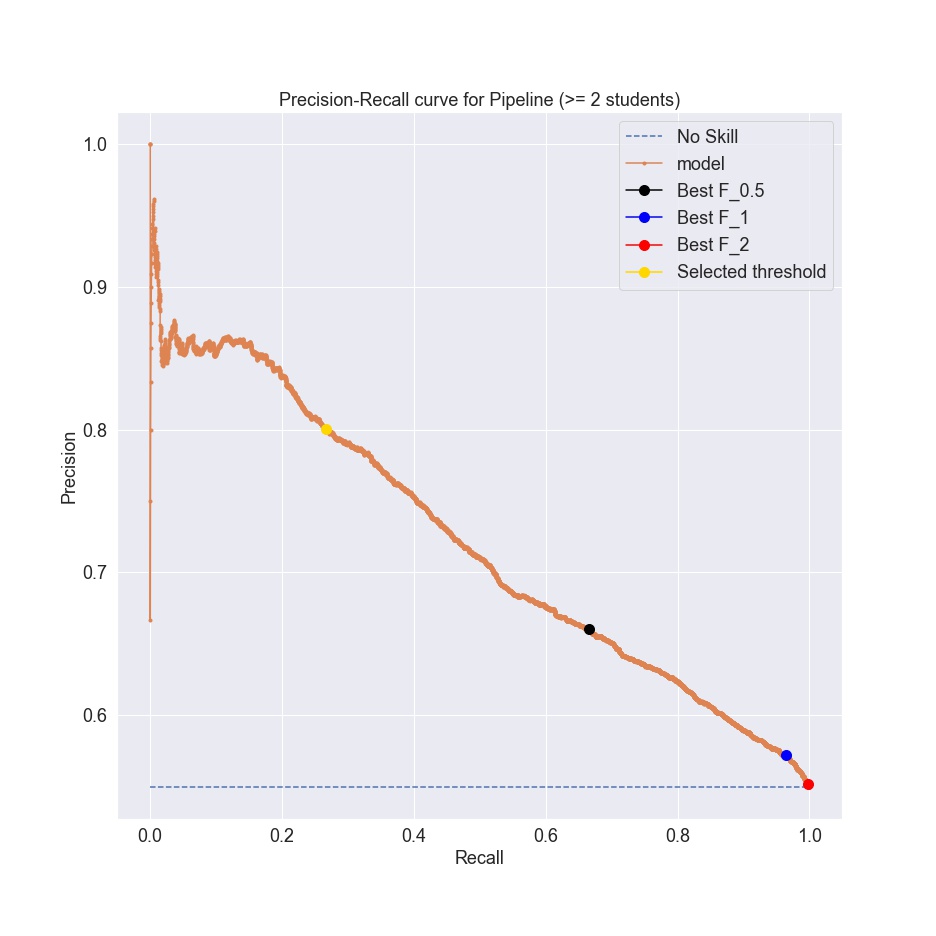 Precision-Recall curve for Pipeline (>= 2 students)
No Skill
model
Best F_0.5
Best F_1
Best F_2
Selected threshold
1.0
0.9
0.8
0.7
0.6
Precision
0.0 0.2 0.4 0.6 0.8 1.0
Recall